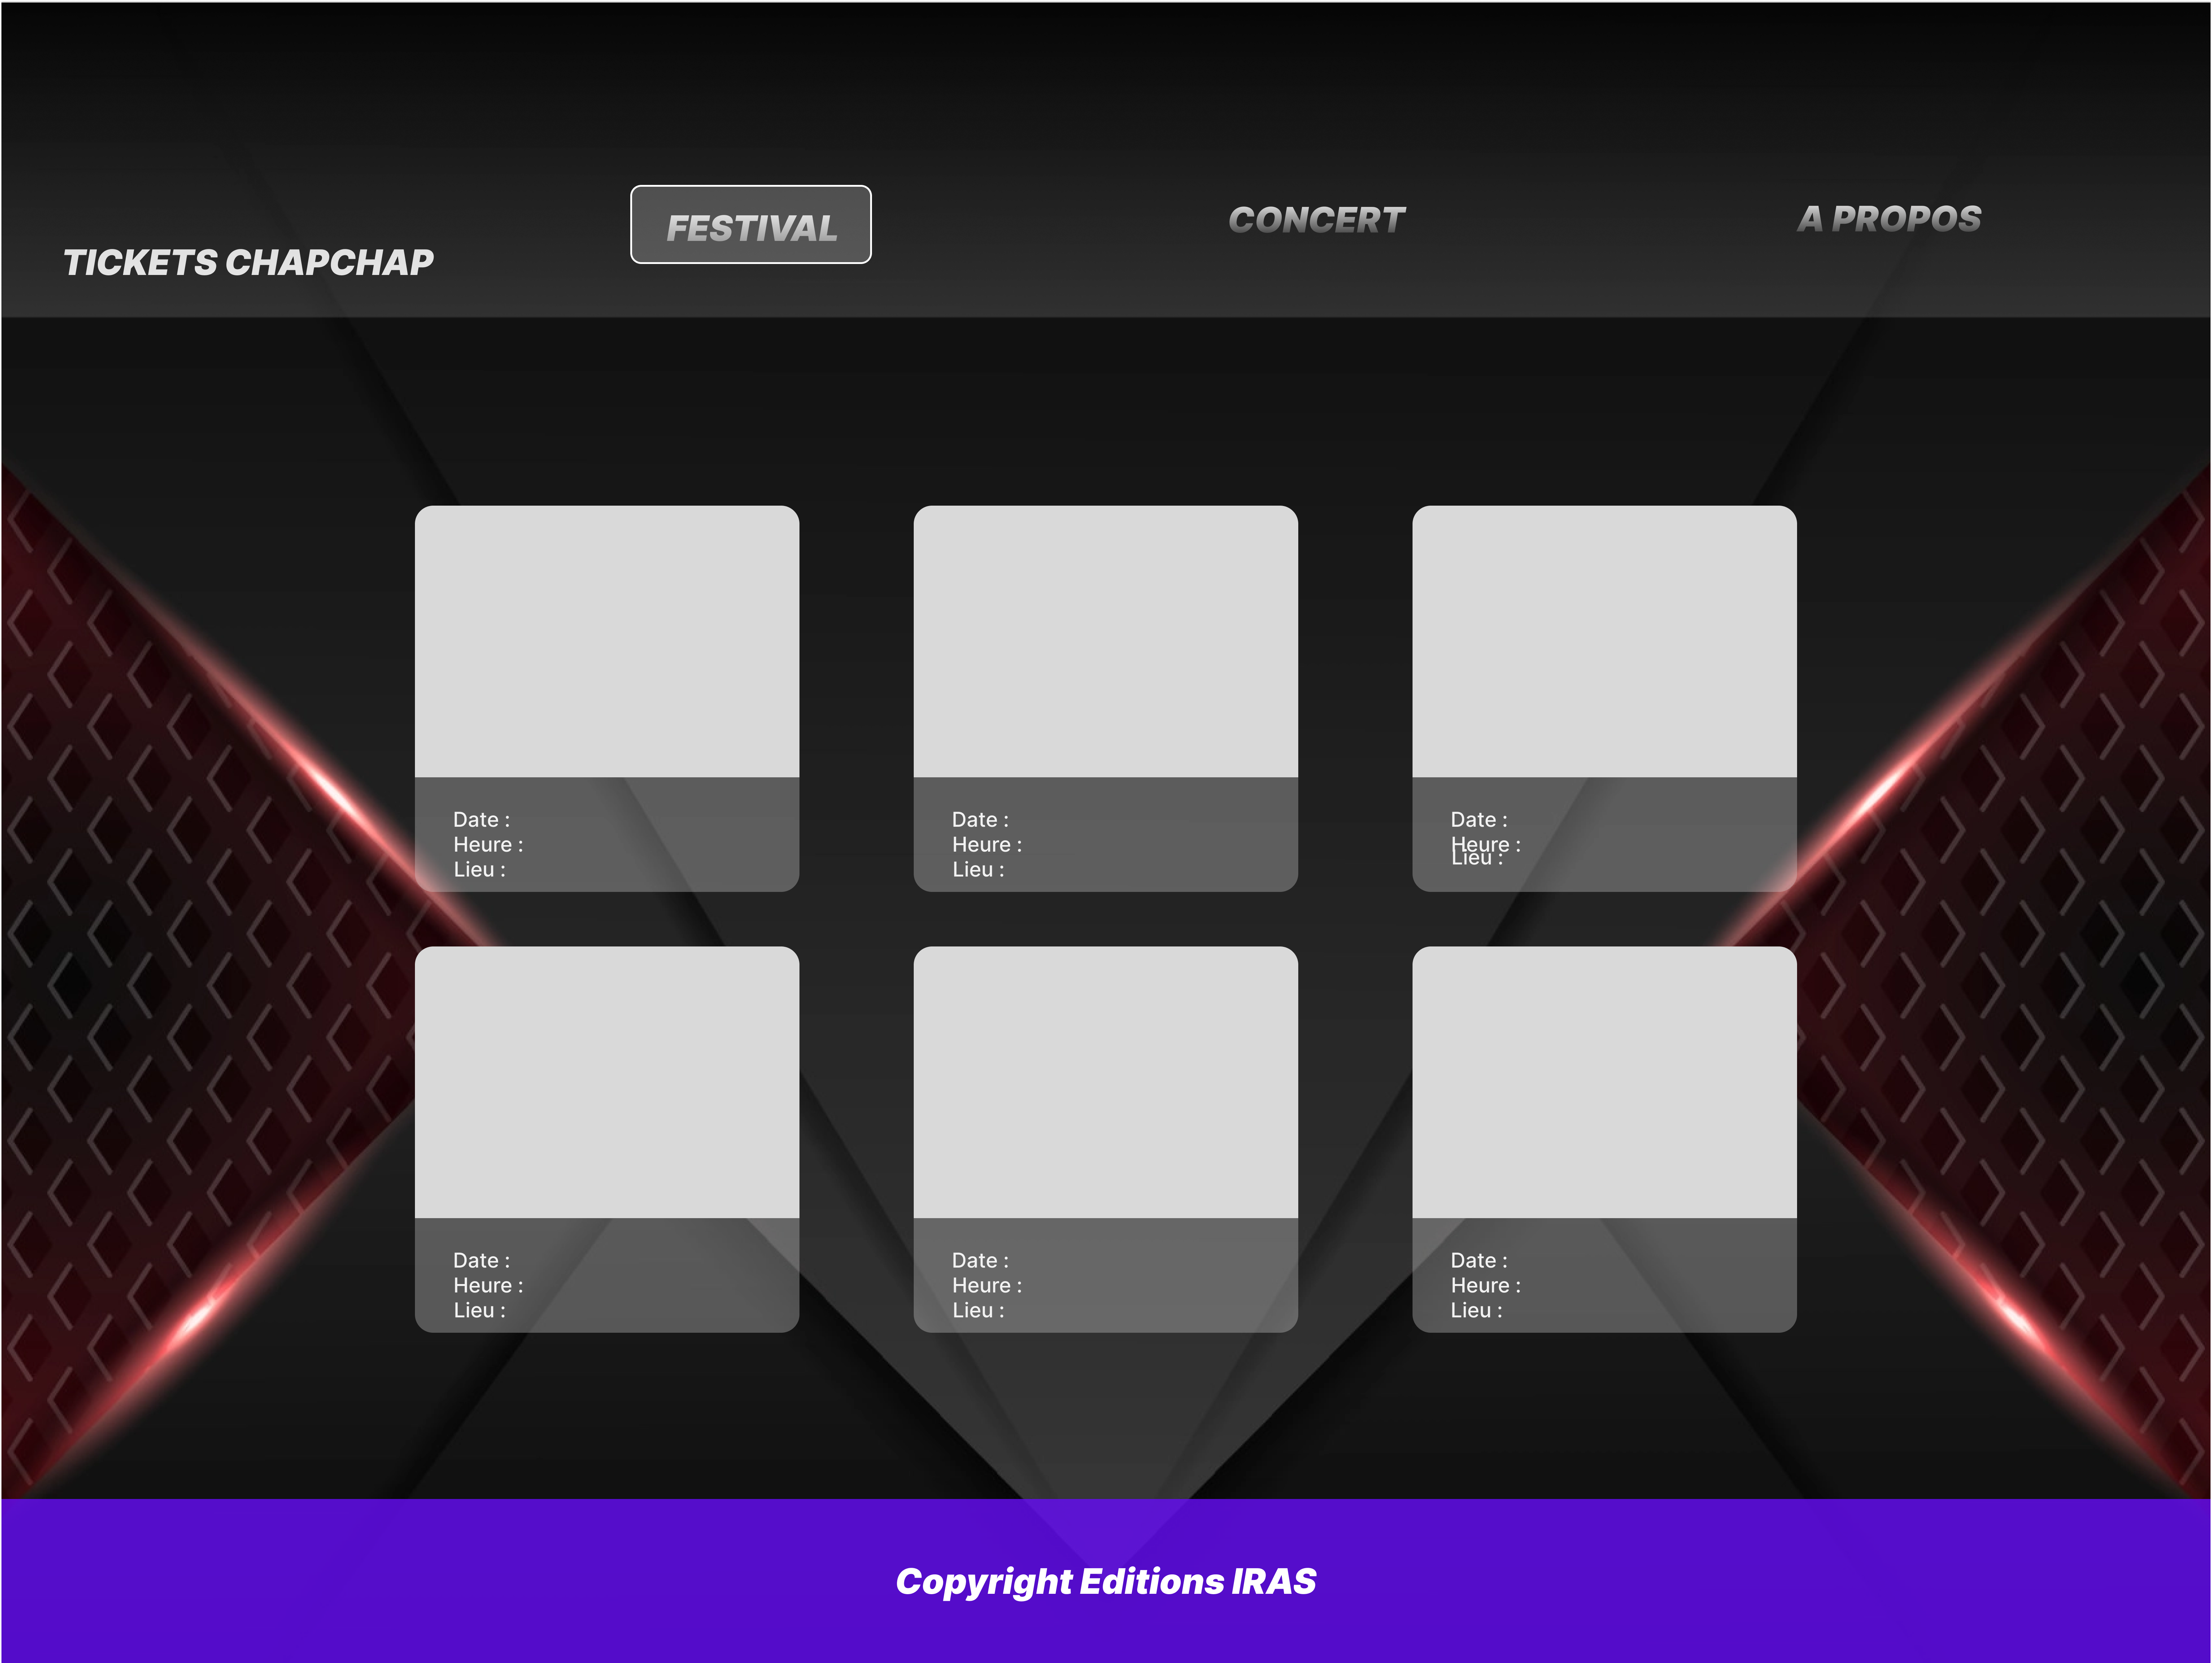 TICKETS CHAPCHAP
FESTIVAL
CONCERT
A PROPOS
Date :
Heure :
Lieu :
Date :
Heure :
Lieu :
Date :
Heure :
Lieu :
Date :
Heure :
Lieu :
Date :
Heure :
Lieu :
Date :
Heure :
Lieu :
Copyright Editions IRAS